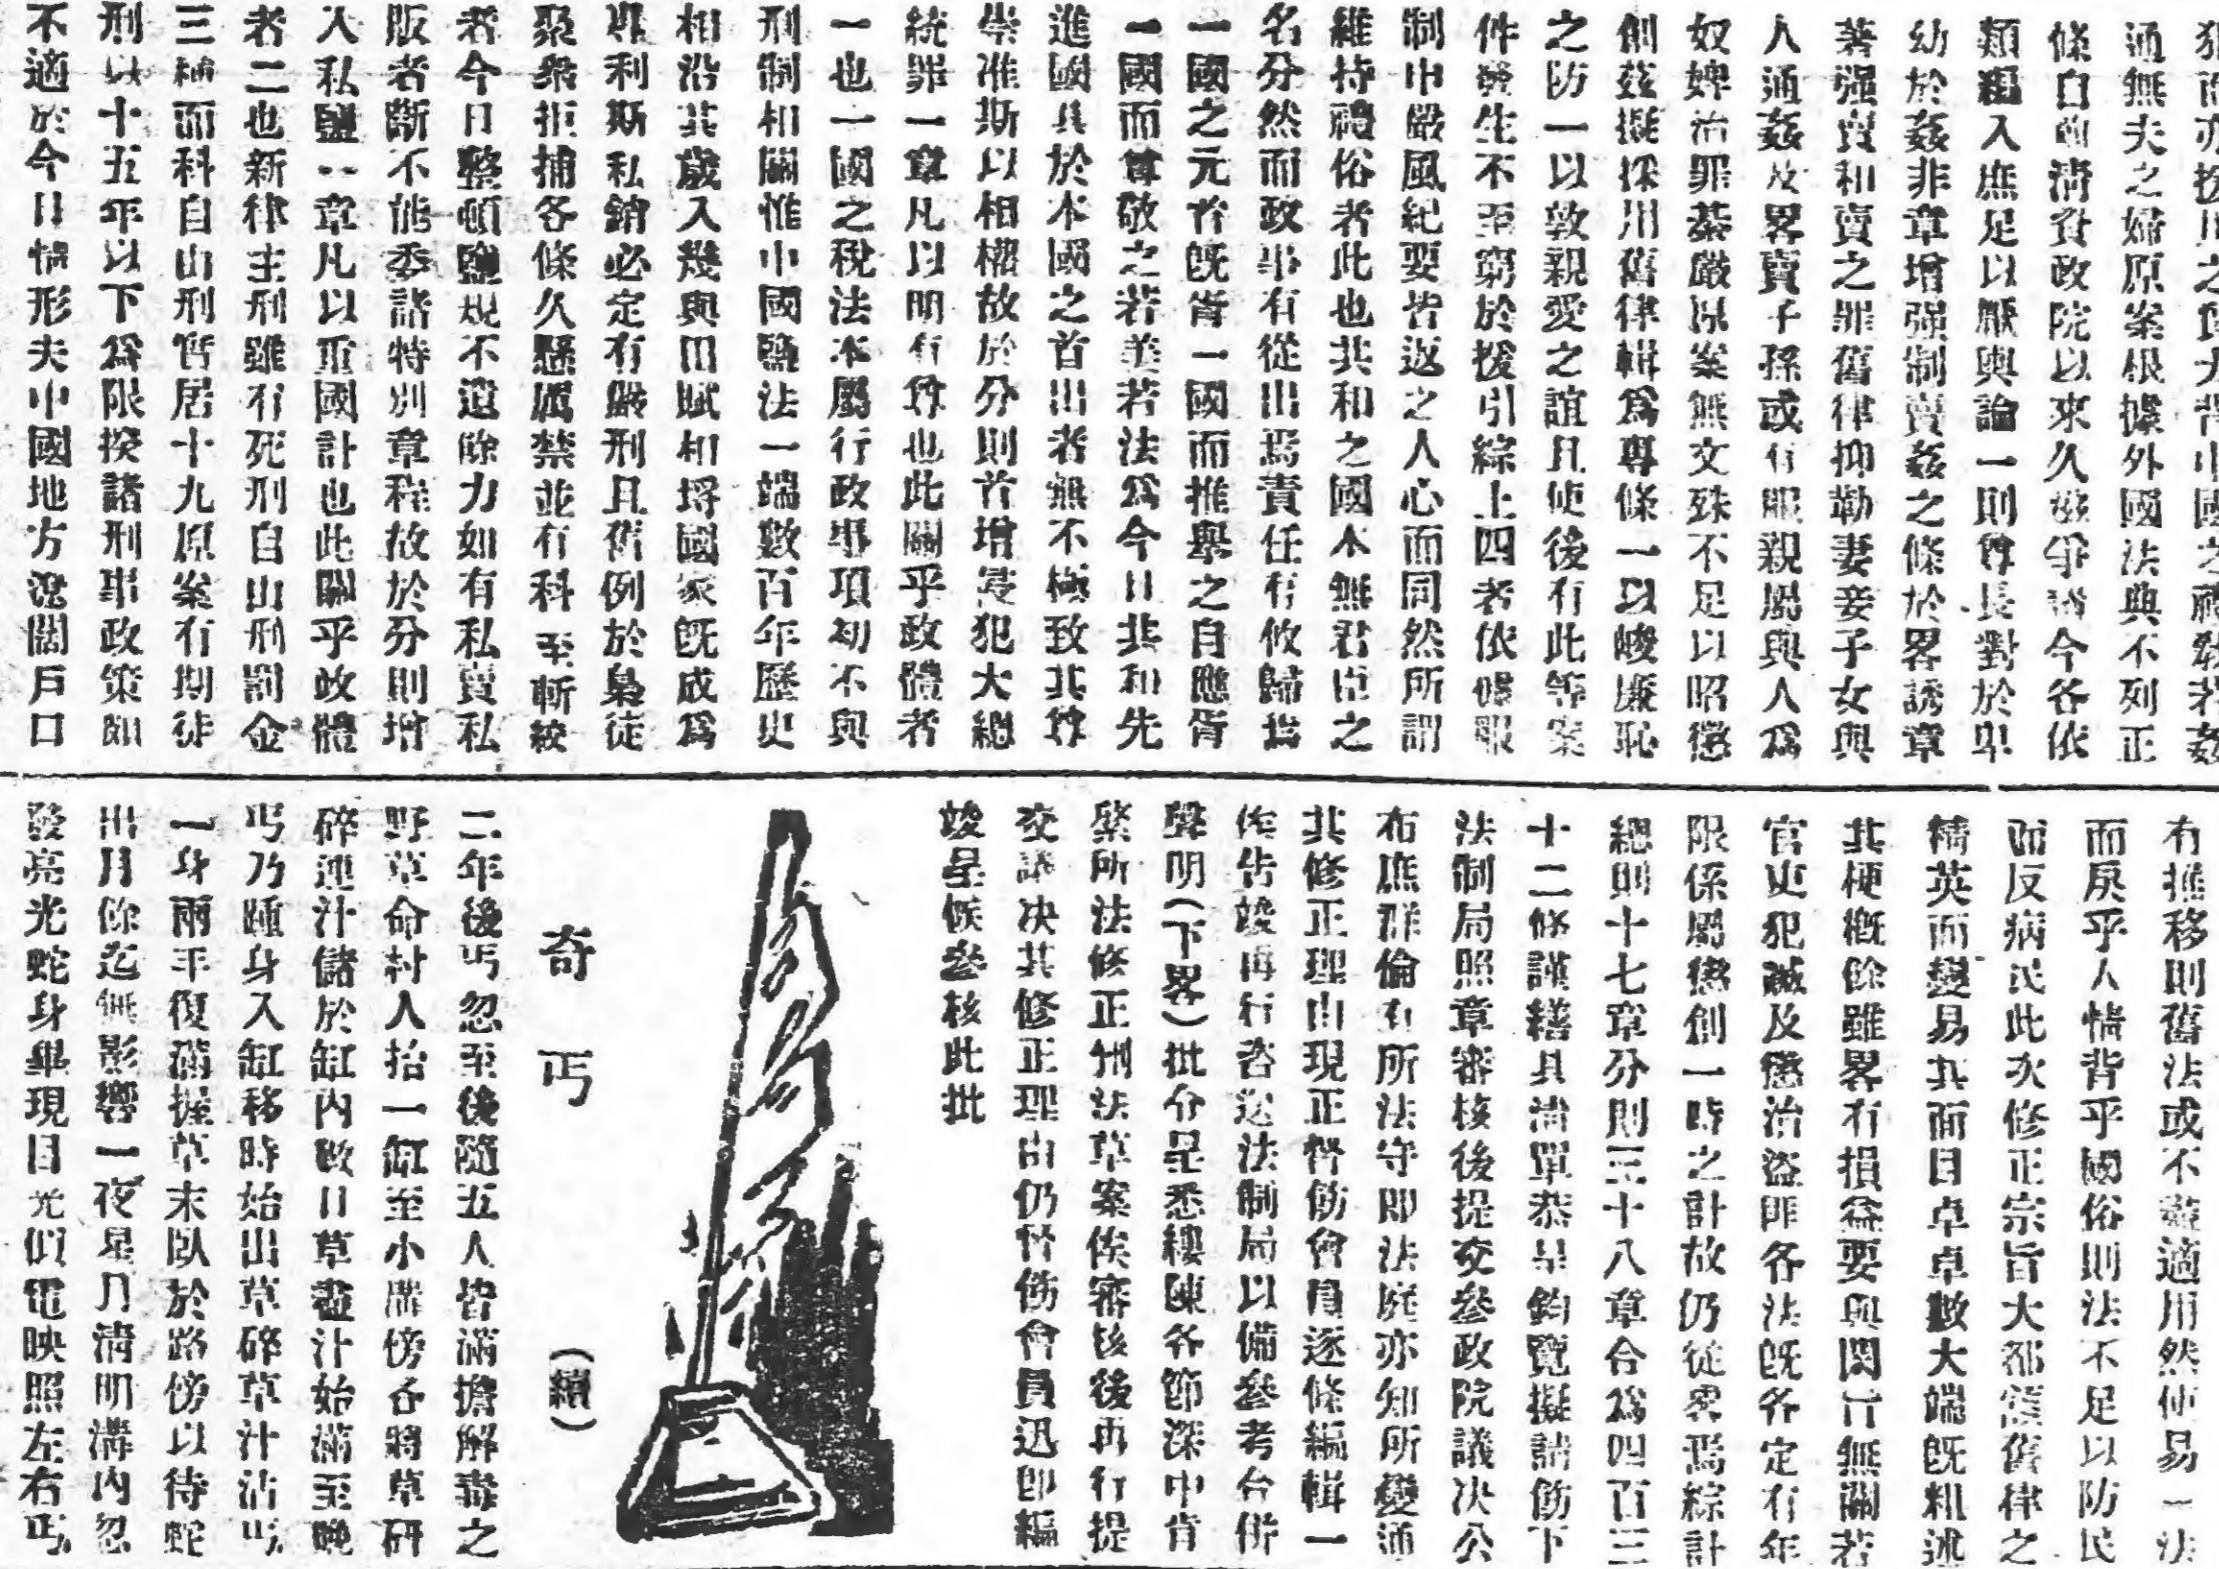 通無夫之婦原案根據外國法典不列正
條自前清資政院以來久滋爭議今各依
類編入庶足以厭輿論一則尊長對於卑
幼於姦非章增强制賣姦之條於畧誘章
著强賣和賣之罪舊律抑勒妻妾子女與
人通姦及畧賣子孫或有服親屬與人爲
奴婢治罪綦嚴原案無文殊不足以昭懲
創茲擬採用舊律輯爲專條一以峻廉恥
之防一以敦親愛之誼且使後有此等案
件發生不至窮於援引綜上四者依倮服
制申嚴風紀要皆返之人心而同然所謂
維持禮俗者此也共和之國本無君臣之
名分然而政事有從出焉責任有攸歸焉
一國之元首旣膺一國而推舉之自應膺
一國而尊敬之若美若法爲今日共和先
進國其於本國之首出者無不極致其尊
崇准斯以相權故於分則首增侵犯大總
統罪一章凡以明有尊也此關乎政體者
一也一國之稅法本屬行政事項初不與
刑制相關惟中國鹽法一端數百年歷史
相沿其歲入幾與田賦相埒國家旣成爲
專利斯私銷必定有嚴刑且舊例於梟徒
聚衆拒捕各條久懸厲禁並有科至斬絞
者今日整頓鹽規不遺餘力如有私賣私
販者斷不能委諸特別章程故於分則增
入私鹽一章凡以重國計也此關乎政體
者二也新律主刑雖有死刑自由刑罰金
三種而科自由刑實居十九原案有期徒
刑以十五年以下爲限揆諸刑事政策卽
不適於今日情形夫中國地方遼闊戶口
有推移則舊法或不盡適用然使易一法
而戾乎人情背乎國俗則法不足以防民
而反病民此次修正宗旨大都黨舊律之
精英而變易其面目卓卓數大端旣粗述
其梗槪餘雖畧有損益要與閎旨無關若
官吏犯贓及懲治盜匪各法旣各定有年
限係屬懲創一時之計故仍從畧焉綜計
總則十七章分則三十八章合爲四百三
十二條謹繕具淸單恭呈鈞覽擬請飭下
法制局照章審核後提交參政院議決公
布庶群倫有所法守卽法庭亦知所變通
其修正理由現正督飭會員逐條編輯一
俟告竣再行咨送法制局以備參考合併
聲明（下畧）批令呈悉縷陳各節深中肯
綮所法修正刑法草案俟審核後再行提
交議決其修正理由仍督飭會員迅卽編
竣呈候參核此批
奇丐
（續）
二年後丐忽至後隨五人皆滿擔解毒之
野草命村人抬一缸至小溝傍各將草研
碎連汁儲於缸內數日草盡汁始滿至晚
丐乃踴身入缸移時始出草碎草汁沾丐
一身兩手復滿握草末臥於路傍以待蛇
出月餘迄無影響一夜星月淸明溝內忽
發亮光蛇身畢現目光似電映照左右丐